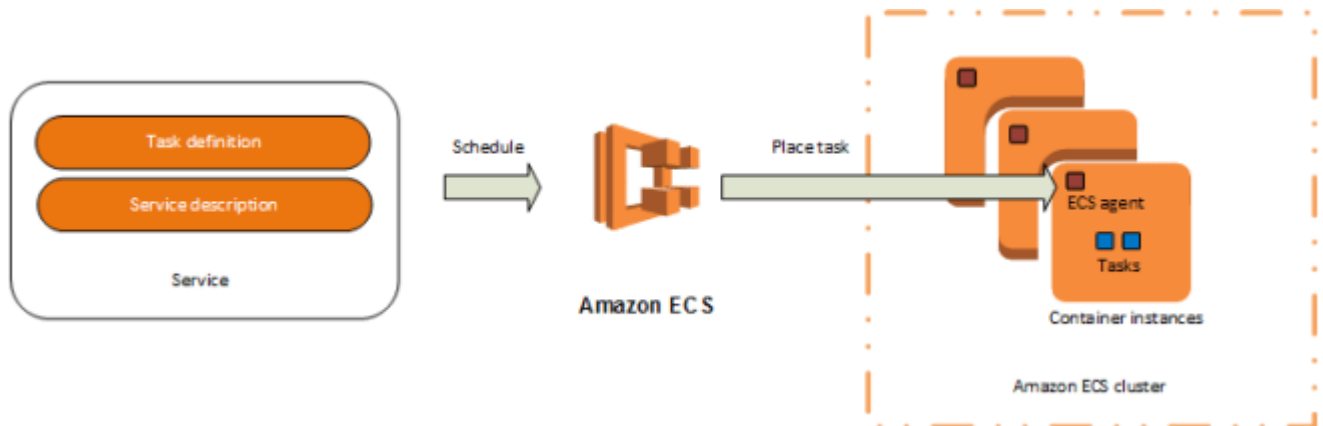 Task definition
Service description
Service
Schedule
Amazon ECS
Place task
ECS agent
Tasks
Container instances
Amazon ECS cluster